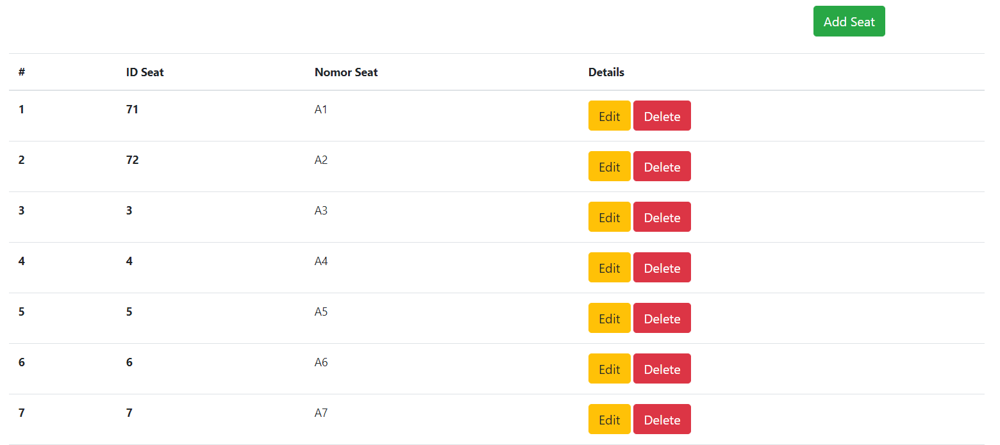 Add Seat
# ID Seat Nomor Seat Details
1 71 A1 Edit Delete
2 72 A2 Edit Delete
3 3 A3 Edit Delete
4 4 A4 Edit Delete
5 5 A5 Edit Delete
6 6 A6 Edit Delete
7 7 A7 Edit Delete